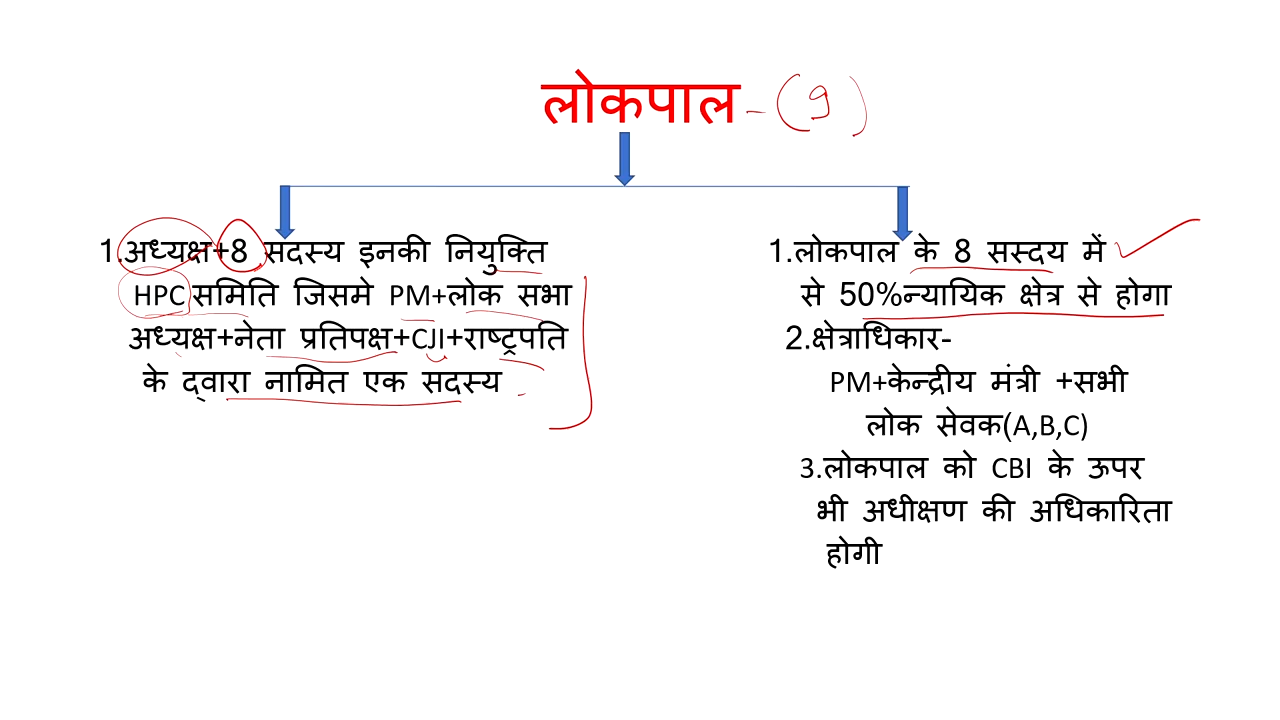 लोकपाल - (9)
1.अध्यक्ष+8 सदस्य इनकी नियुक्ति
HPC समिति जिसमे PM+लोक सभा
अध्यक्ष+नेता प्रतिपक्ष+CJI+राष्ट्रपति
के द्वारा नामित एक सदस्य
1.लोकपाल के 8 सस्दय में
से 50%न्यायिक क्षेत्र से होगा
2.क्षेत्राधिकार-
PM+केन्द्रीय मंत्री +सभी
लोक सेवक(A,B,C)
3.लोकपाल को CBI के ऊपर
भी अधीक्षण की अधिकारिता
होगी